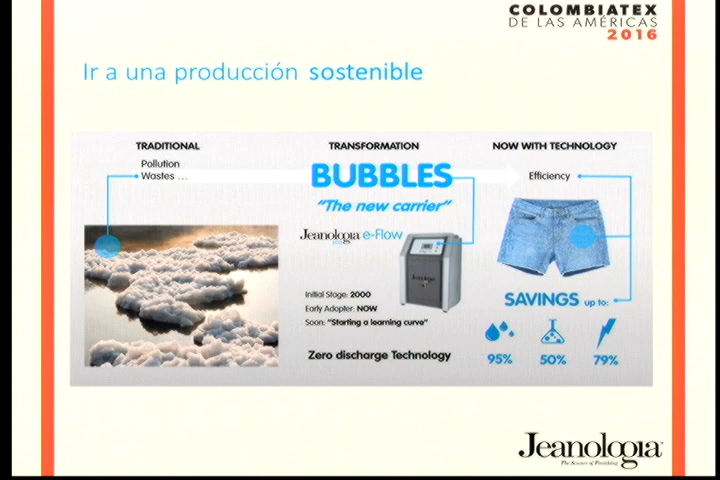 COLOMBIATEX
DE LAS AMÉRICAS
2016
Ir a una producción sostenible
TRADITIONAL
Pollution
Wastes ...
TRANSFORMATION
BUBBLES
"The new carrier"
Jeanologia e-Flow
Initial Stage: 2000
Early Adopter: NOW
Soon: "Starting a learning curve"
Zero discharge Technology
NOW WITH TECHNOLOGY
Efficiency
SAVINGS up to:
95% 50% 79%
Jeanologia
The Science of Finishing